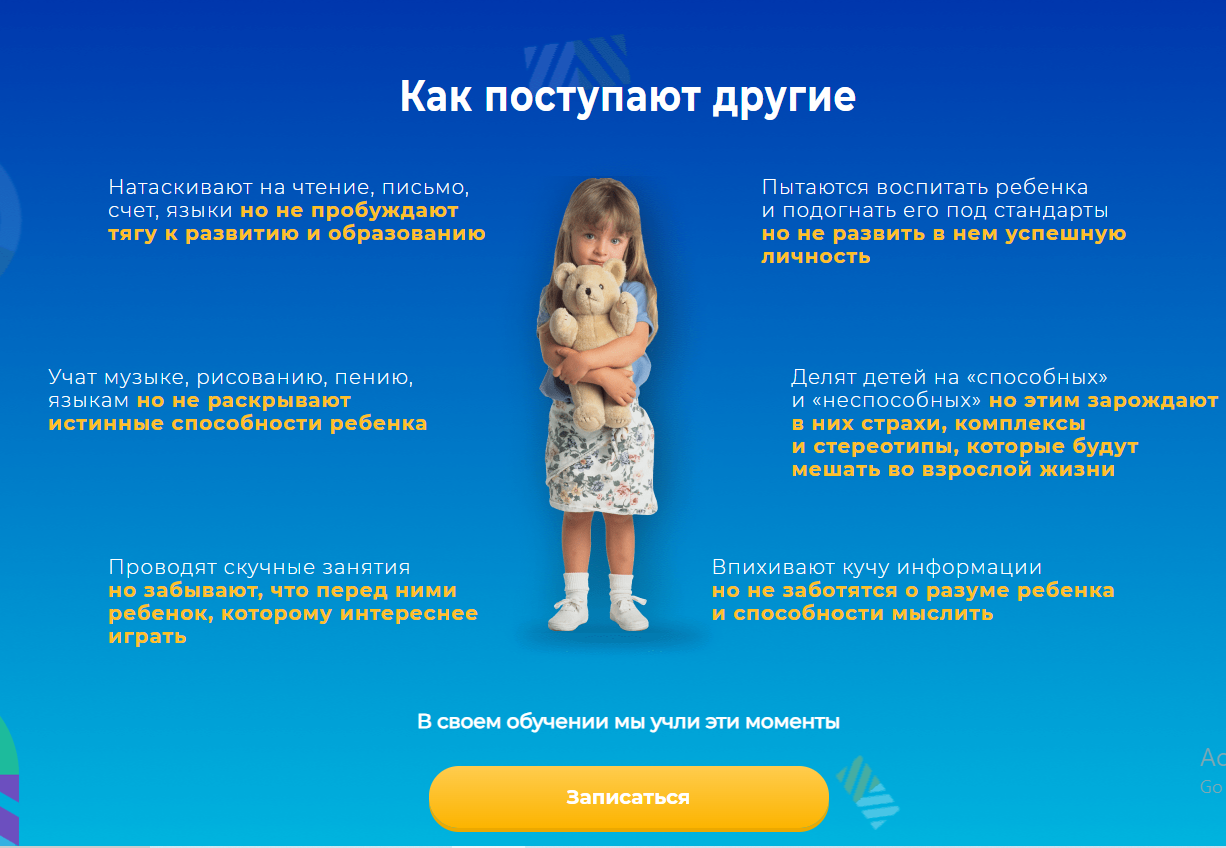 Как поступают другие
Натаскивают на чтение, письмо,
счет, языки но не пробуждают
тягу к развитию и образованию
Пытаются воспитать ребенка
и подогнать его под стандарты
но не развить в нем успешную
личность
Учат музыке, рисованию, пению,
языкам но не раскрывают
истинные способности ребенка
Делят детей на «способных»
и «неспособных» но этим зарождают
в них страхи, комплексы
и стереотипы, которые будут
мешать во взрослой жизни
Проводят скучные занятия
но забывают, что перед ними
ребенок, которому интереснее
играть
Впихивают кучу информации
но не заботятся о разуме ребенка
и способности мыслить
В своем обучении мы учли эти моменты
Записаться
Go